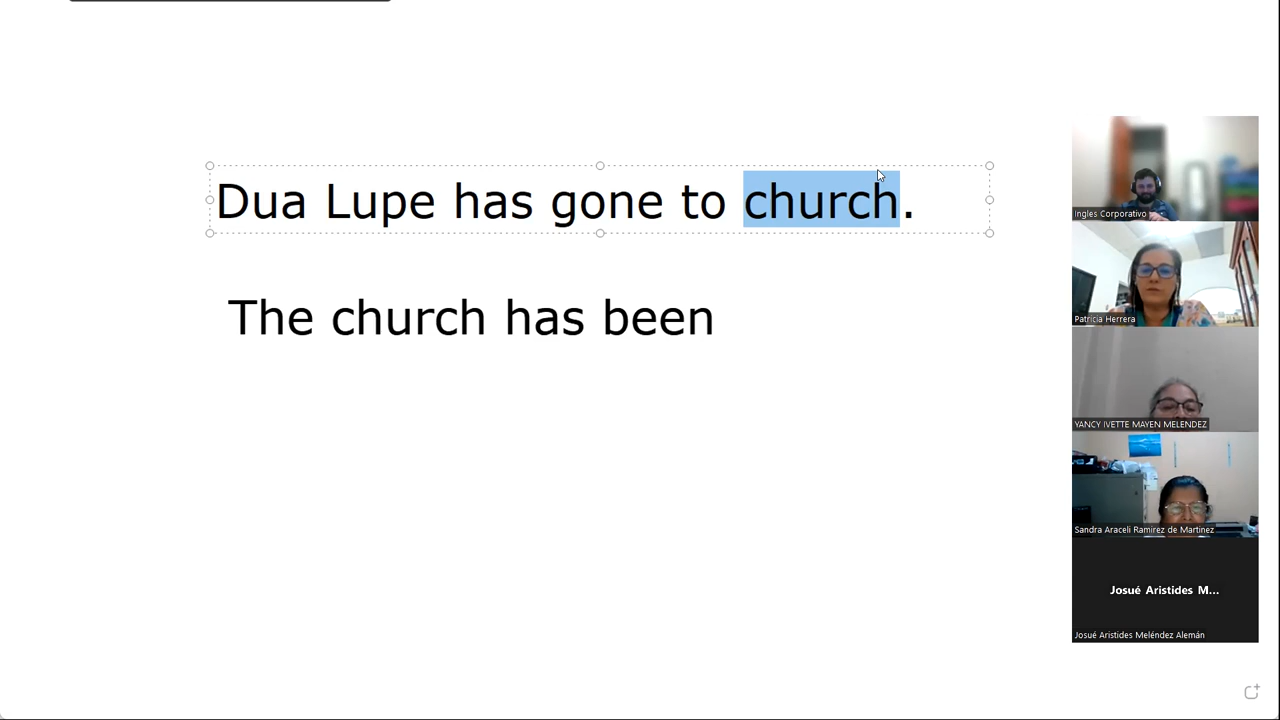 Dua Lupe has gone to church.
The church has been
Ingles Corporativo
Patricia Herrera
YANCY IVETTE MAYEN MELENDEZ
Sandra Araceli Ramirez de Martinez
Josué Aristides M...
Josué Aristides Meléndez Alemán